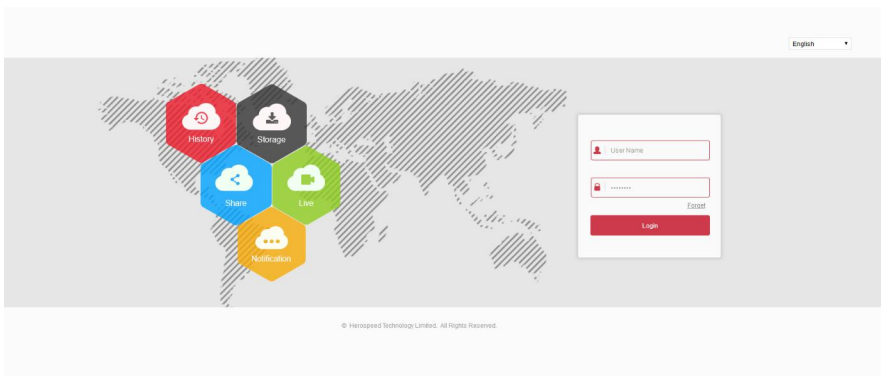 English
History
Storage
Share
Live
Notification
User Name
Forget
Login
© Herospeed Technology Limited. All Rights Reserved.